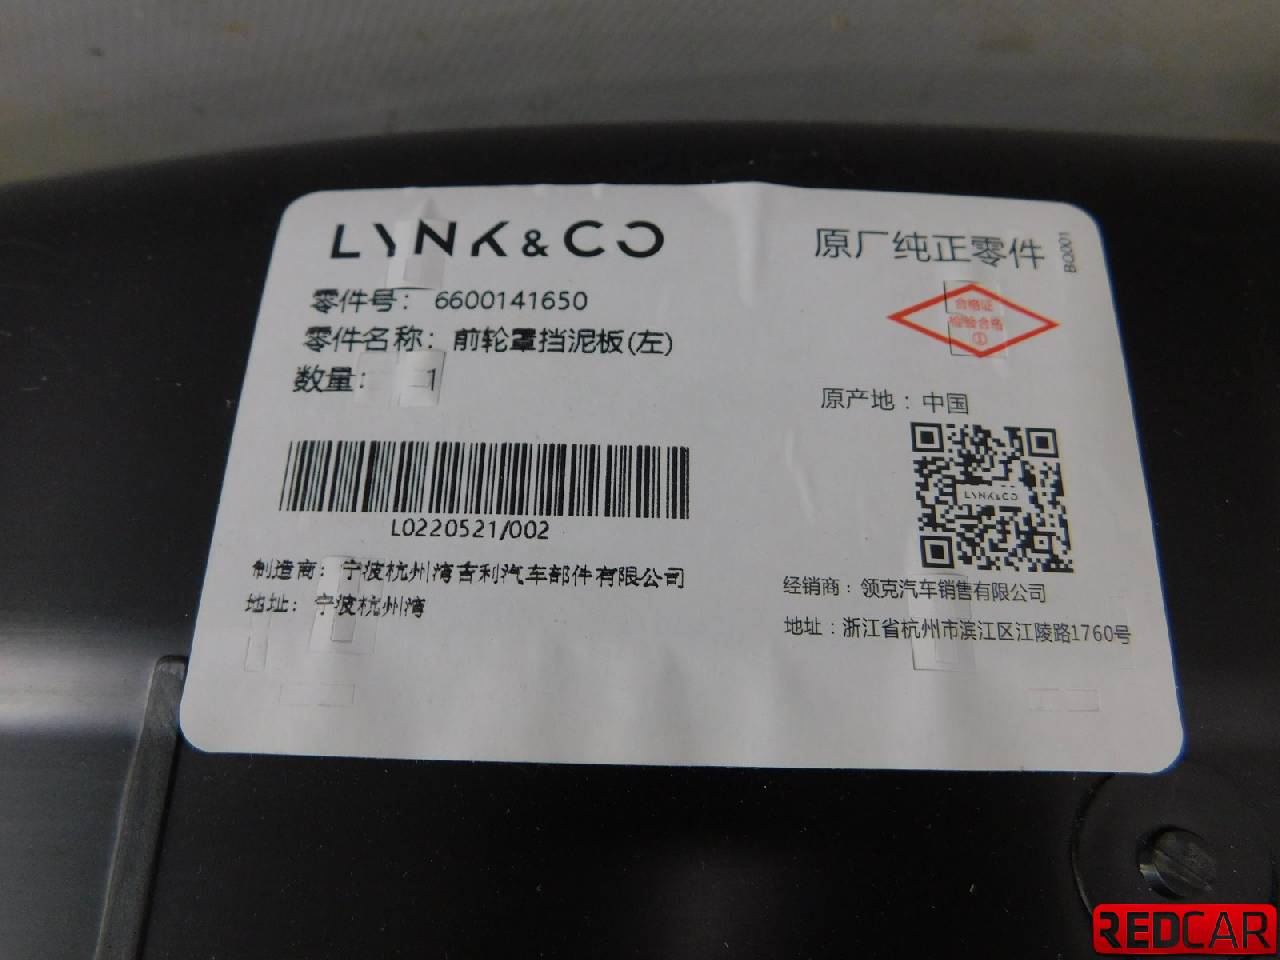 LYNK & CO
原厂纯正零件
B0001
零件号： 6600141650
零件名称：前轮罩挡泥板(左)
数量： 1
合格证
检验合格
①
原产地：中国
LYNK&CO
L0220521/002
制造商：宁波杭州湾吉利汽车部件有限公司
地址：宁波杭州湾
经销商：领克汽车销售有限公司
地址：浙江省杭州市滨江区江陵路1760号
REDCAR